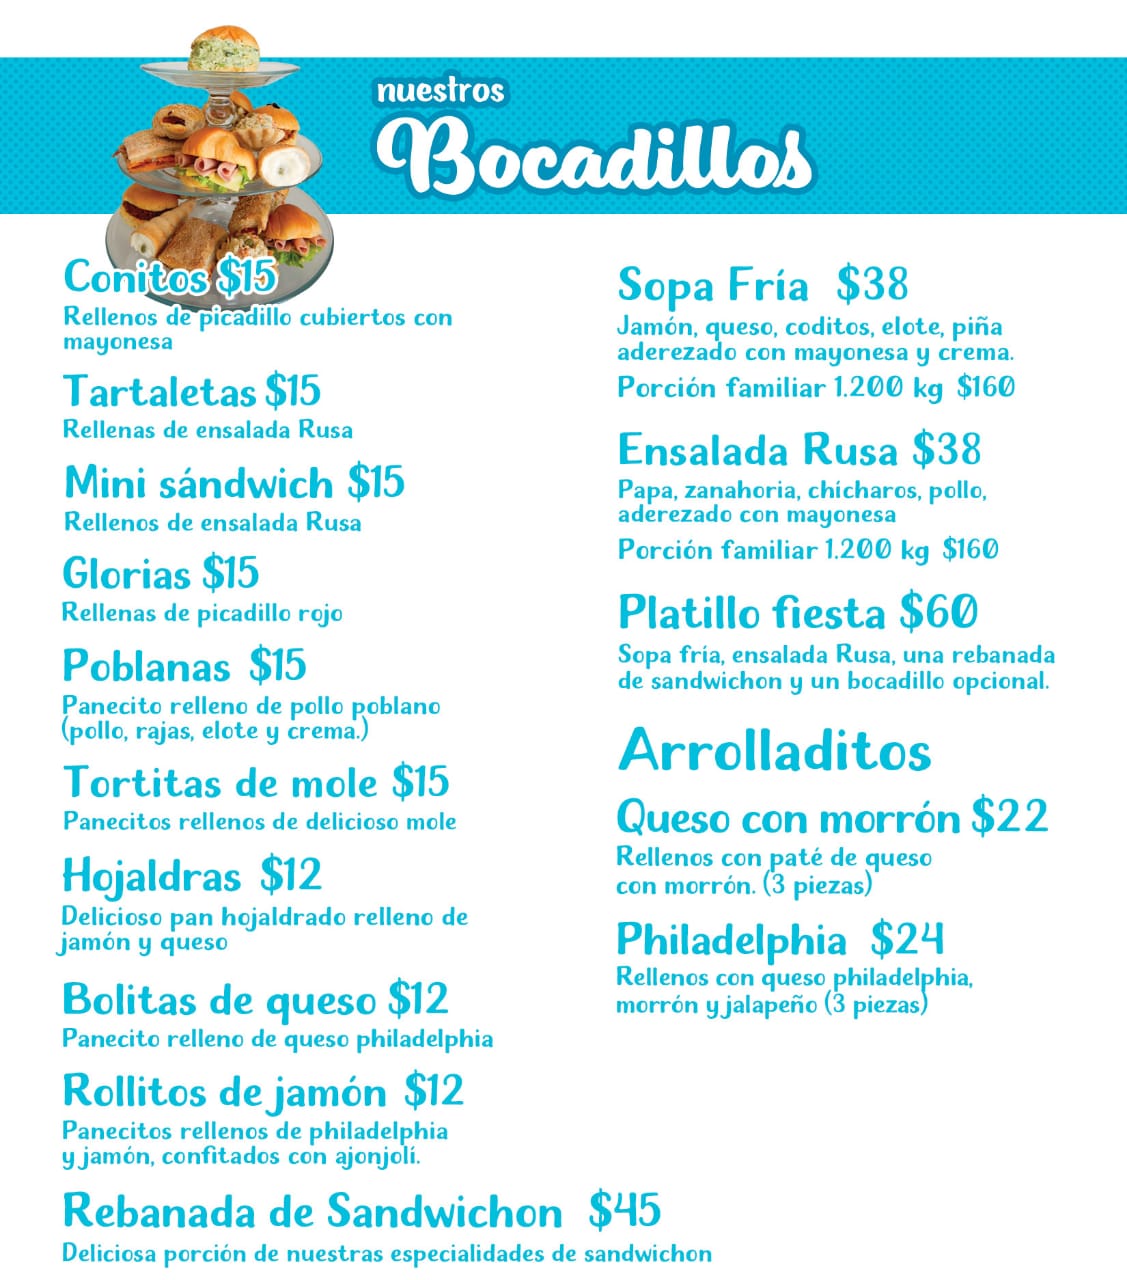 nuestros
Bocadillos
Conitos $15
Rellenos de picadillo cubiertos con
mayonesa
Tartaletas $15
Rellenas de ensalada Rusa
Mini sándwich $15
Rellenos de ensalada Rusa
Glorias $15
Rellenas de picadillo rojo
Poblanas $15
Panecito relleno de pollo poblano
(pollo, rajas, elote y crema.)
Tortitas de mole $15
Panecitos rellenos de delicioso mole
Hojaldras $12
Delicioso pan hojaldrado relleno de
jamón y queso
Bolitas de queso $12
Panecito relleno de queso philadelphia
Rollitos de jamón $12
Panecitos rellenos de philadelphia
y jamón, confitados con ajonjolí.
Rebanada de Sandwichon $45
Deliciosa porción de nuestras especialidades de sandwichon
Sopa Fría $38
Jamón, queso, coditos, elote, piña
aderezado con mayonesa y crema.
Porción familiar 1.200 kg $160
Ensalada Rusa $38
Papa, zanahoria, chícharos, pollo,
aderezado con mayonesa
Porción familiar 1.200 kg $160
Platillo fiesta $60
Sopa fría, ensalada Rusa, una rebanada
de sandwichon y un bocadillo opcional.
Arrolladitos
Queso con morrón $22
Rellenos con paté de queso
con morrón. (3 piezas)
Philadelphia $24
Rellenos con queso philadelphia,
morrón y jalapeño (3 piezas)